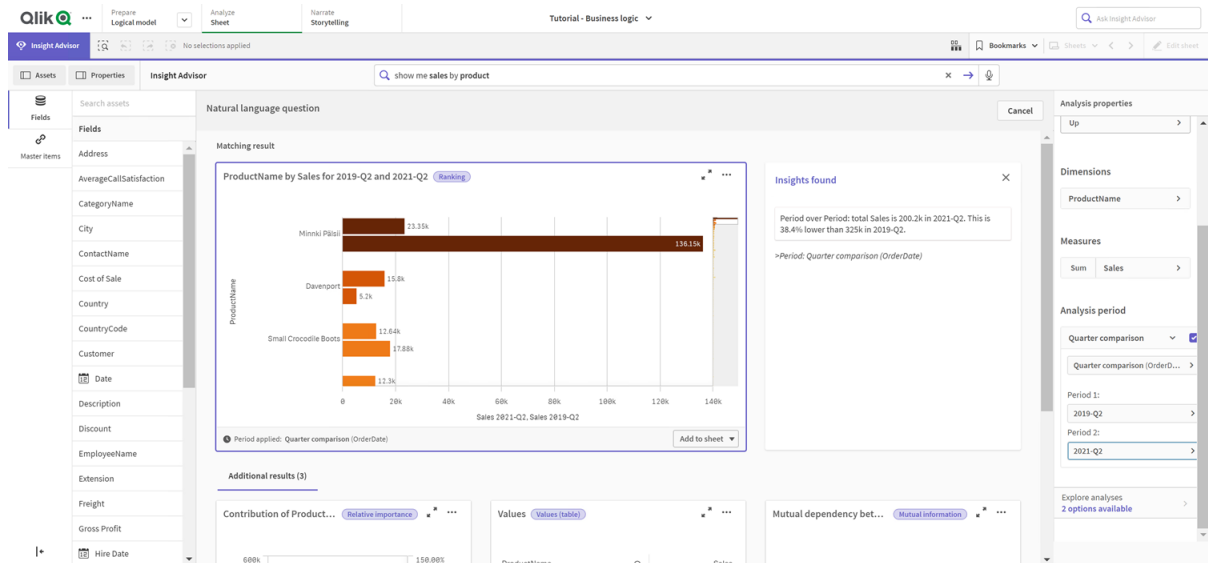 Qlik
Prepare
Logical model
Analyze
Sheet
Narrate
Storytelling
Tutorial - Business logic
Ask Insight Advisor
Insight Advisor
No selections applied
Bookmarks
Sheets
Edit sheet
Assets
Properties
Insight Advisor
show me sales by product
Fields
Master items
Search assets
Fields
Address
AverageCallSatisfaction
CategoryName
City
ContactName
Cost of Sale
Country
CountryCode
Customer
Date
Description
Discount
EmployeeName
Extension
Freight
Gross Profit
Hire Date
Natural language question
Cancel
Matching result
ProductName by Sales for 2019-Q2 and 2021-Q2 Ranking
ProductName
Minnki Pälsii
23.35k
136.15k
Davenport
15.8k
5.2k
Small Crocodile Boots
12.64k
17.88k
12.3k
0 20k 40k 60k 80k 100k 120k 140k
Sales 2021-Q2, Sales 2019-Q2
Period applied: Quarter comparison (OrderDate)
Add to sheet
Insights found
Period over Period: total Sales is 200.2k in 2021-Q2. This is
38.4% lower than 325k in 2019-Q2.
>Period: Quarter comparison (OrderDate)
Additional results (3)
Contribution of Product... Relative importance
600k 150.00%
Values Values (table)
ProductName Sales
Mutual dependency bet... Mutual information
Analysis properties
Up
Dimensions
ProductName
Measures
Sum Sales
Analysis period
Quarter comparison
Quarter comparison (OrderD...
Period 1:
2019-Q2
Period 2:
2021-Q2
Explore analyses
2 options available